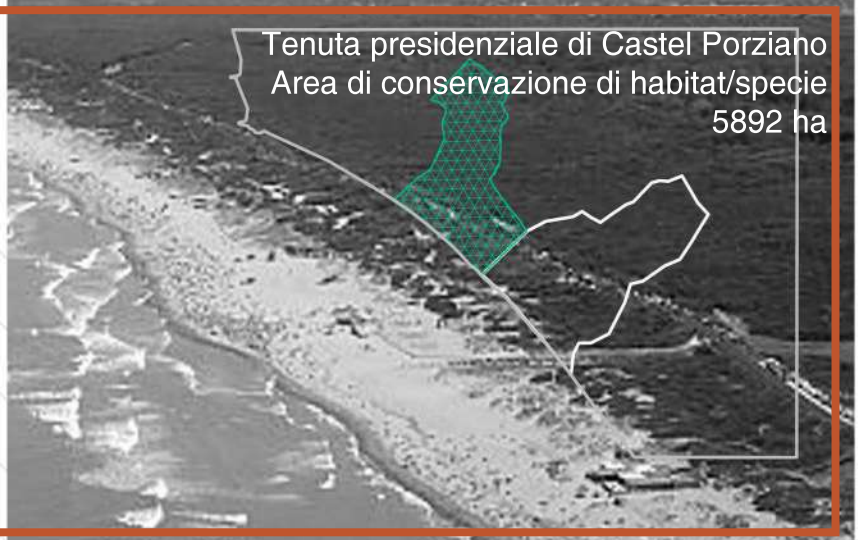 Tenuta presidenziale di Castel Porziano
Area di conservazione di habitat/specie
5892 ha